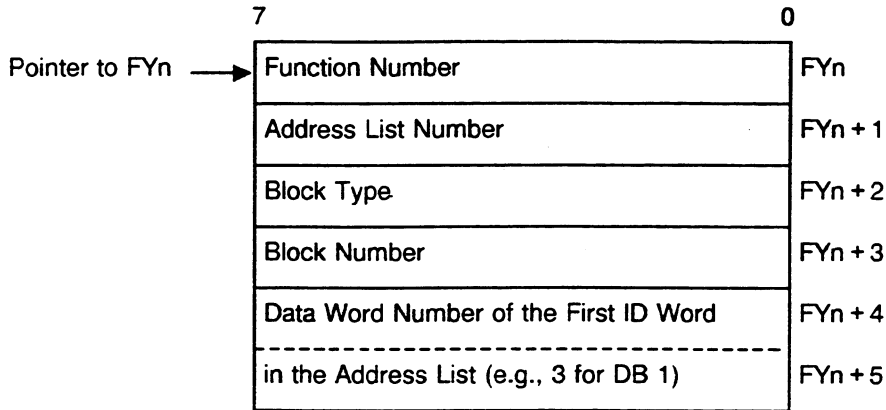 7 0
Pointer to FYn Function Number FYn
Address List Number FYn + 1
Block Type FYn + 2
Block Number FYn + 3
Data Word Number of the First ID Word FYn + 4
in the Address List (e.g., 3 for DB 1) FYn + 5